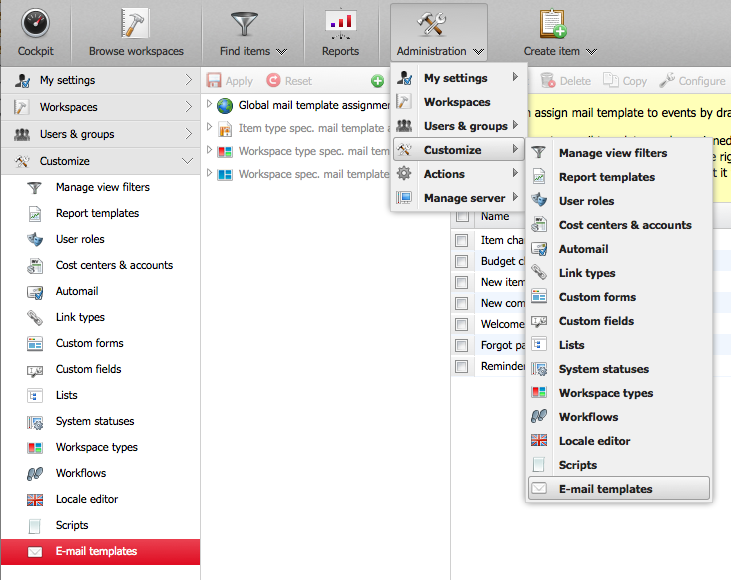 Cockpit
Browse workspaces
Find items
Reports
Administration
Create item
My settings
Workspaces
Users & groups
Customize
Manage view filters
Report templates
User roles
Cost centers & accounts
Automail
Link types
Custom forms
Custom fields
Lists
System statuses
Workspace types
Workflows
Locale editor
Scripts
E-mail templates
Apply
Reset
Global mail template assignmen
Item type spec. mail template a
Workspace type spec. mail tem
Workspace spec. mail template
My settings
Workspaces
Users & groups
Customize
Actions
Manage server
Delete
Copy
Configure
n assign mail template to events by dra
Name
Item cha
Budget c
New item
New com
Welcome
Forgot pa
Reminder
Manage view filters
Report templates
User roles
Cost centers & accounts
Automail
Link types
Custom forms
Custom fields
Lists
System statuses
Workspace types
Workflows
Locale editor
Scripts
E-mail templates